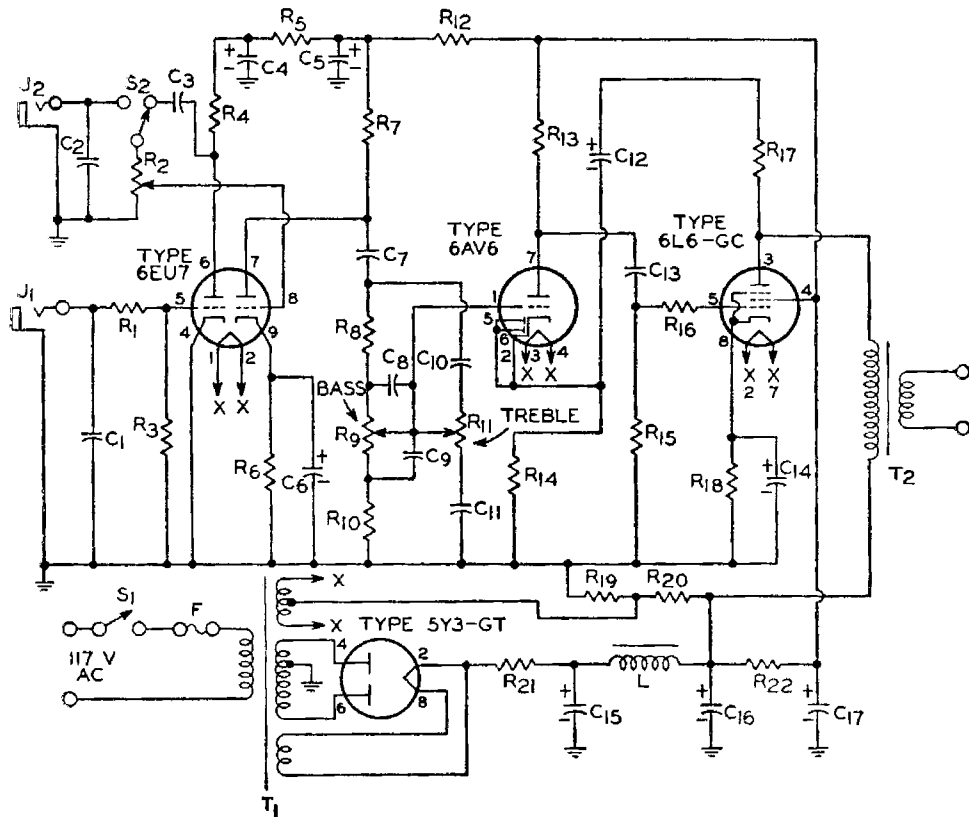 R5
R12
C4
C5
J2
S2
C3
R4
R7
R13
C12
R17
C2
R2
TYPE
6EU7
TYPE
6AV6
TYPE
6L6-GC
6
7
C7
7
C13
3
J1
5
8
1
5
4
R1
4
9
5
6
2
3
4
R16
8
R8
C8
C10
1
2
X
X
X
X
X
X
2
7
BASS
TREBLE
R3
R9
R11
R15
C1
C9
R6
C6
R14
R18
C14
T2
R10
C11
X
R19
R20
S1
F
X
TYPE 5Y3-GT
117 V
AC
4
2
6
8
R21
L
R22
C15
C16
C17
T1
+
-
+
-
+
-
+
-
+
-
+
-
+
-
+
-